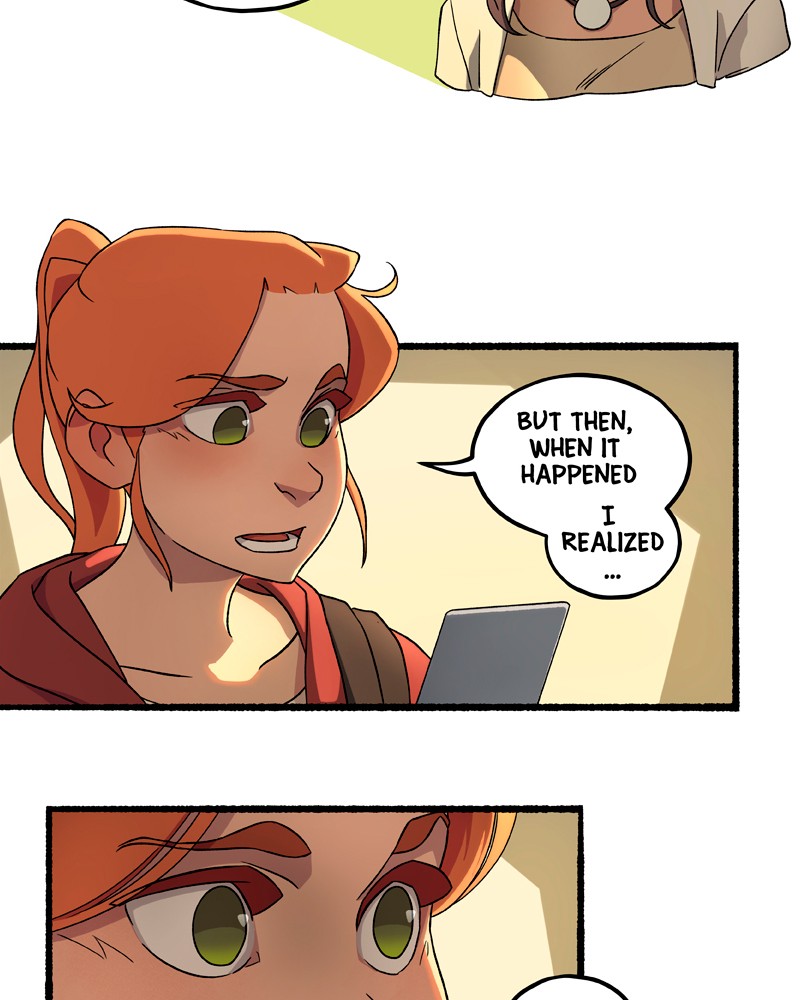 BUT THEN,
WHEN IT
HAPPENED
I
REALIZED
...